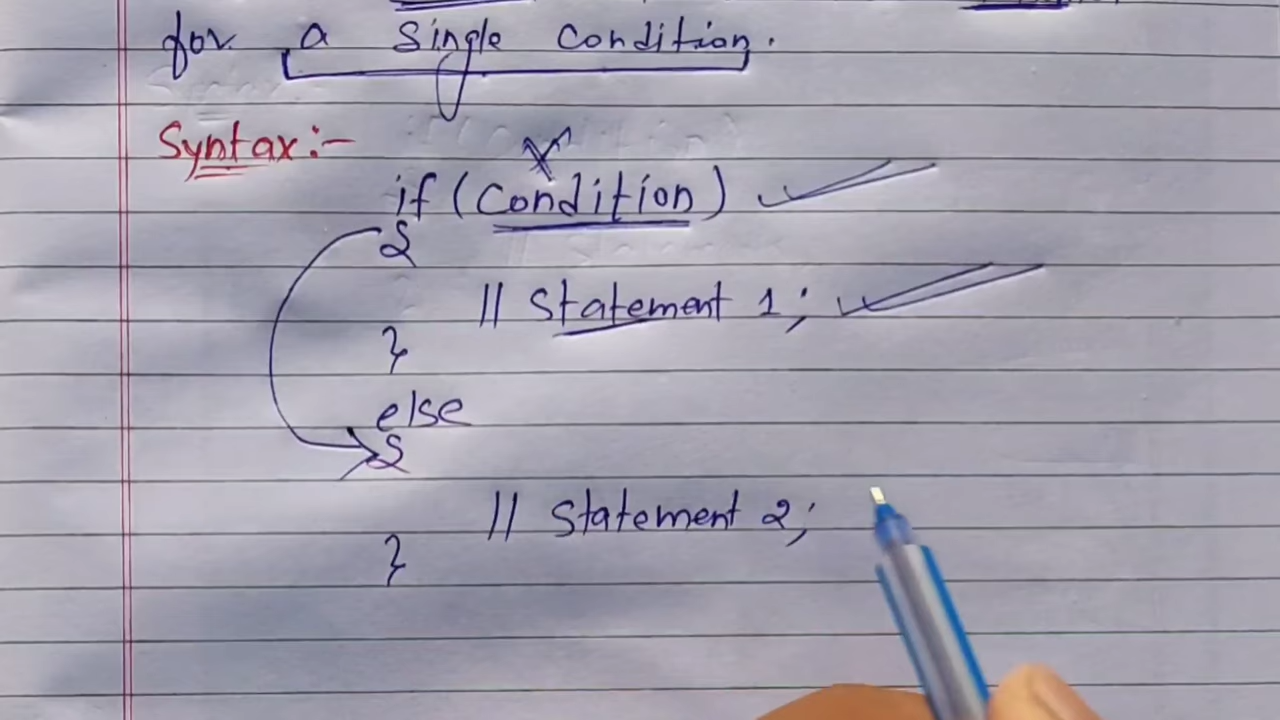 for a single condition.
Syntax:-
if (Condition)
{
// Statement 1;
}
else
{
// Statement 2;
}